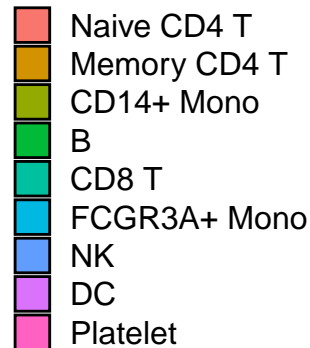 Naive CD4 T
Memory CD4 T
CD14+ Mono
B
CD8 T
FCGR3A+ Mono
NK
DC
Platelet